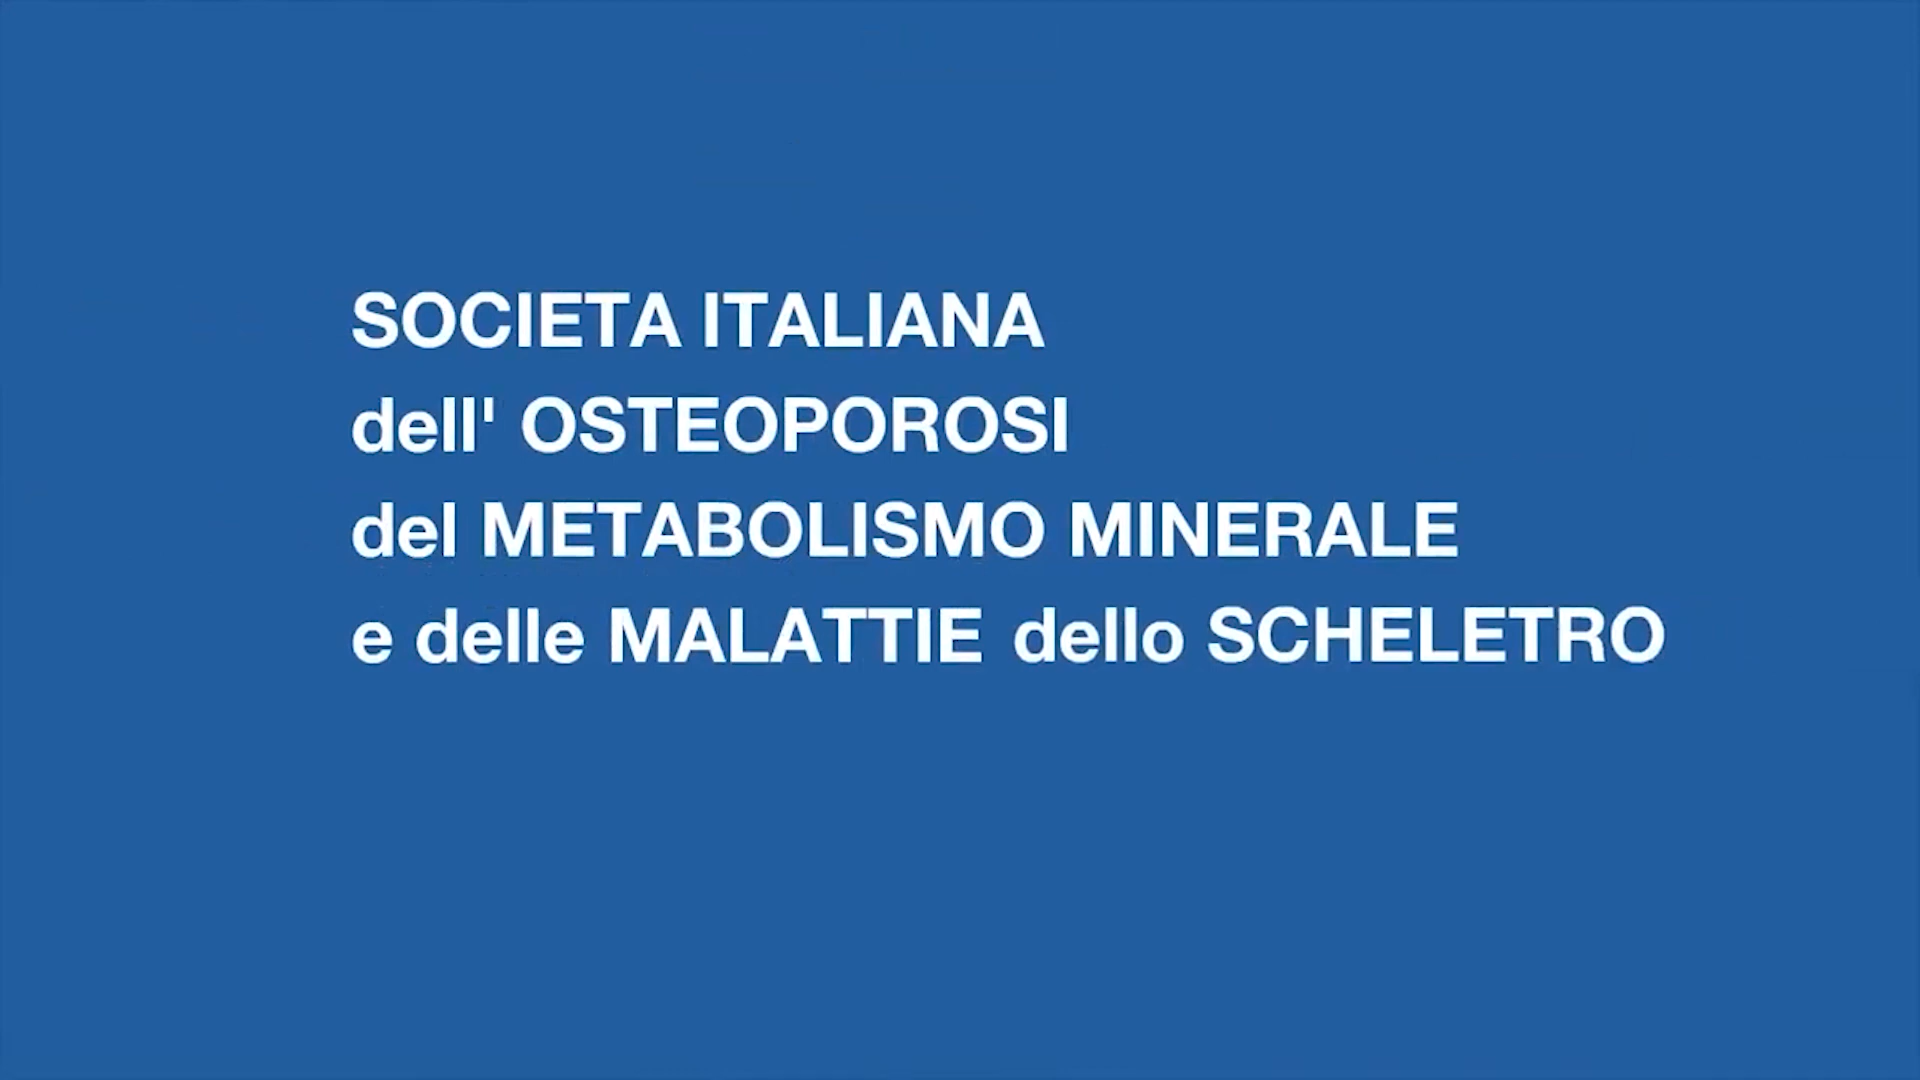 SOCIETA ITALIANA
dell' OSTEOPOROSI
del METABOLISMO MINERALE
e delle MALATTIE dello SCHELETRO